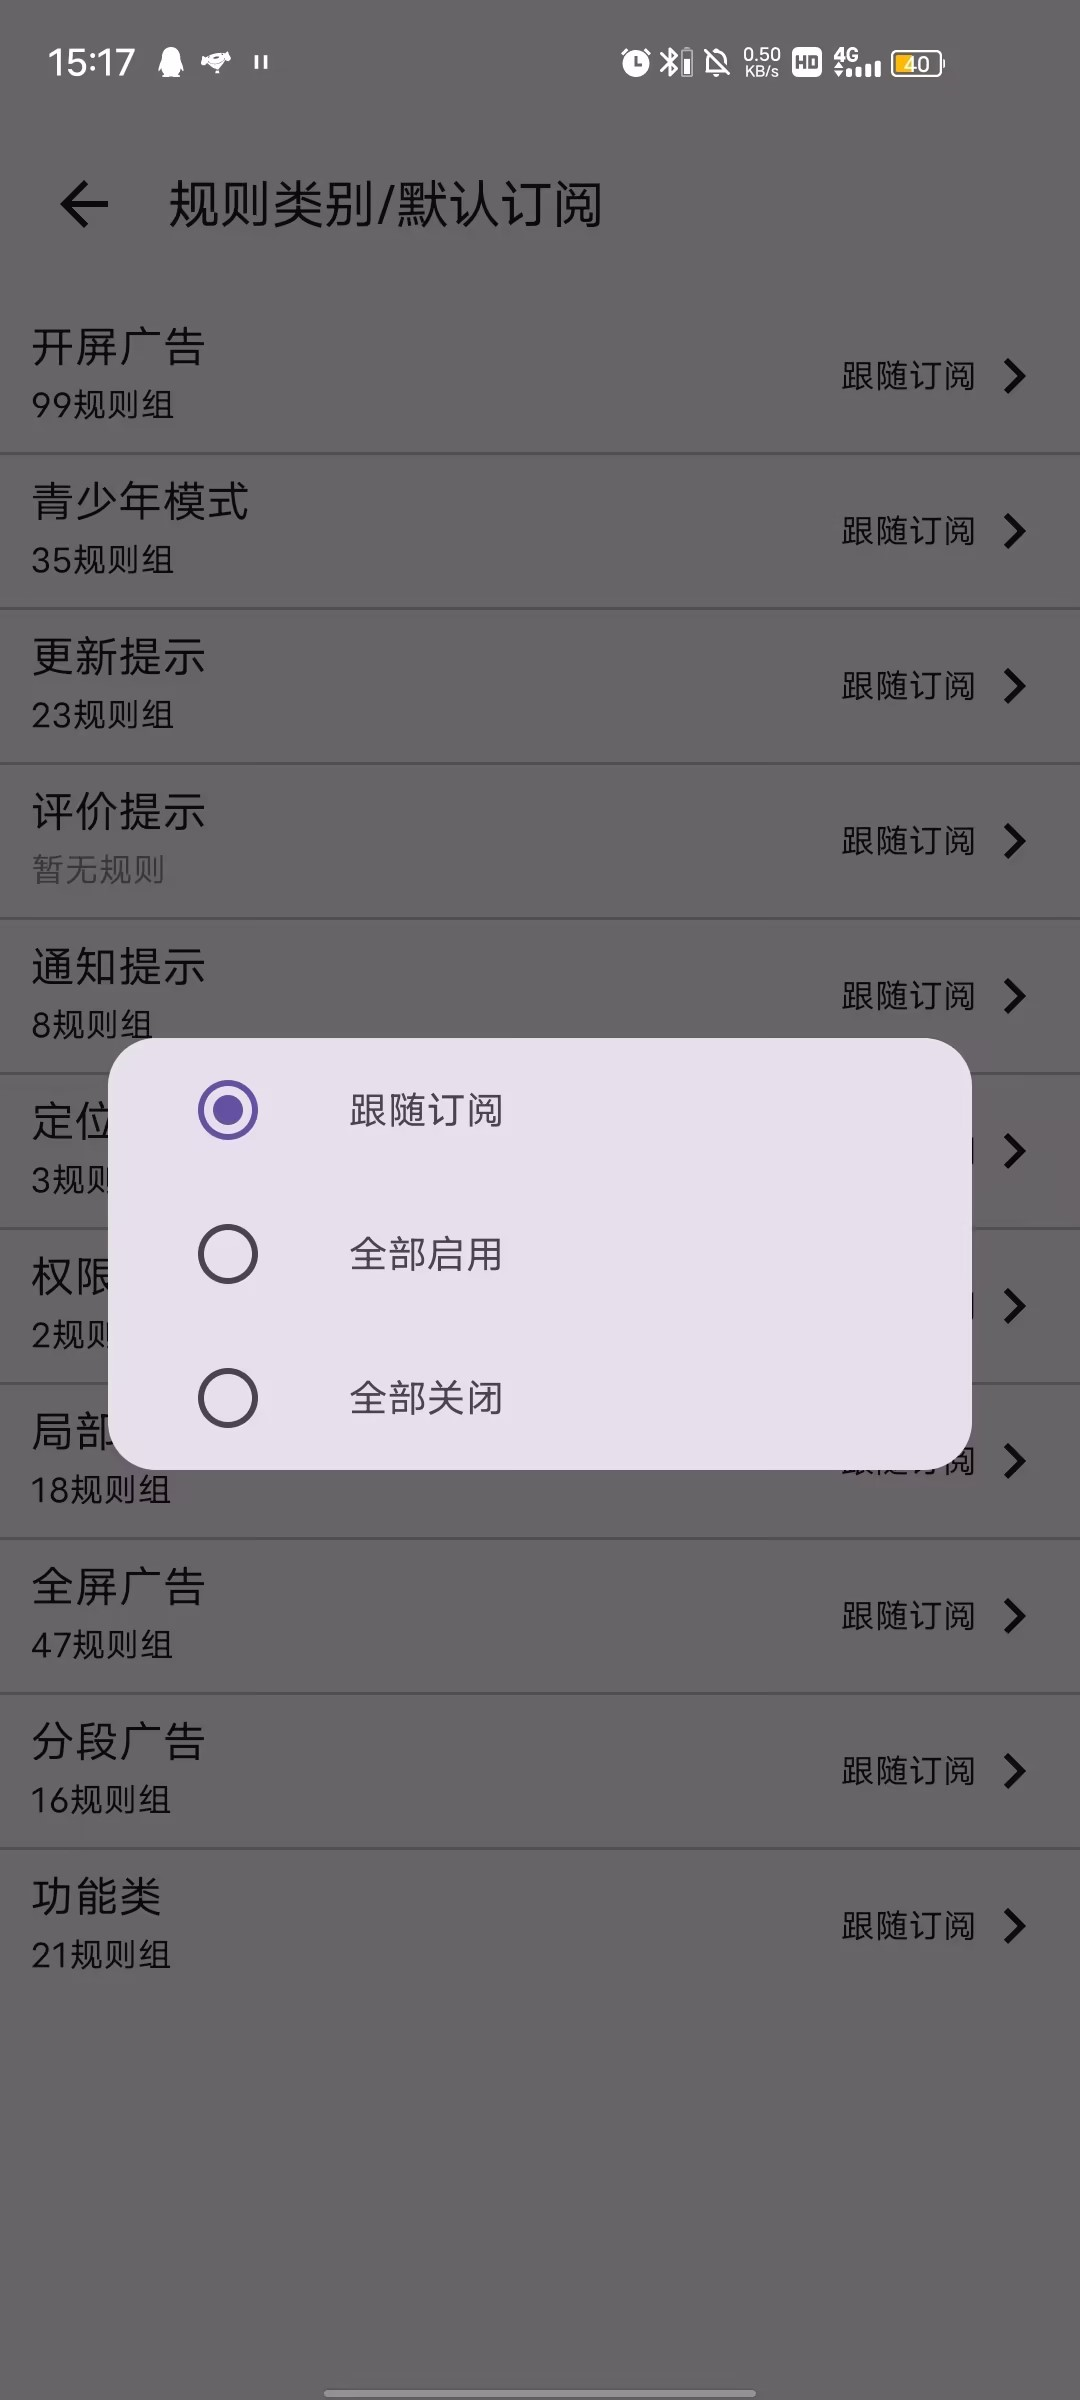 15:17
0.50 KB/s HD 4G 40
规则类别/默认订阅
开屏广告
99规则组
跟随订阅
青少年模式
35规则组
跟随订阅
更新提示
23规则组
跟随订阅
评价提示
暂无规则
跟随订阅
通知提示
8规则组
跟随订阅
定位
3规则
权限
2规则
局部
18规则组
跟随订阅
全部启用
全部关闭
全屏广告
47规则组
跟随订阅
分段广告
16规则组
跟随订阅
功能类
21规则组
跟随订阅